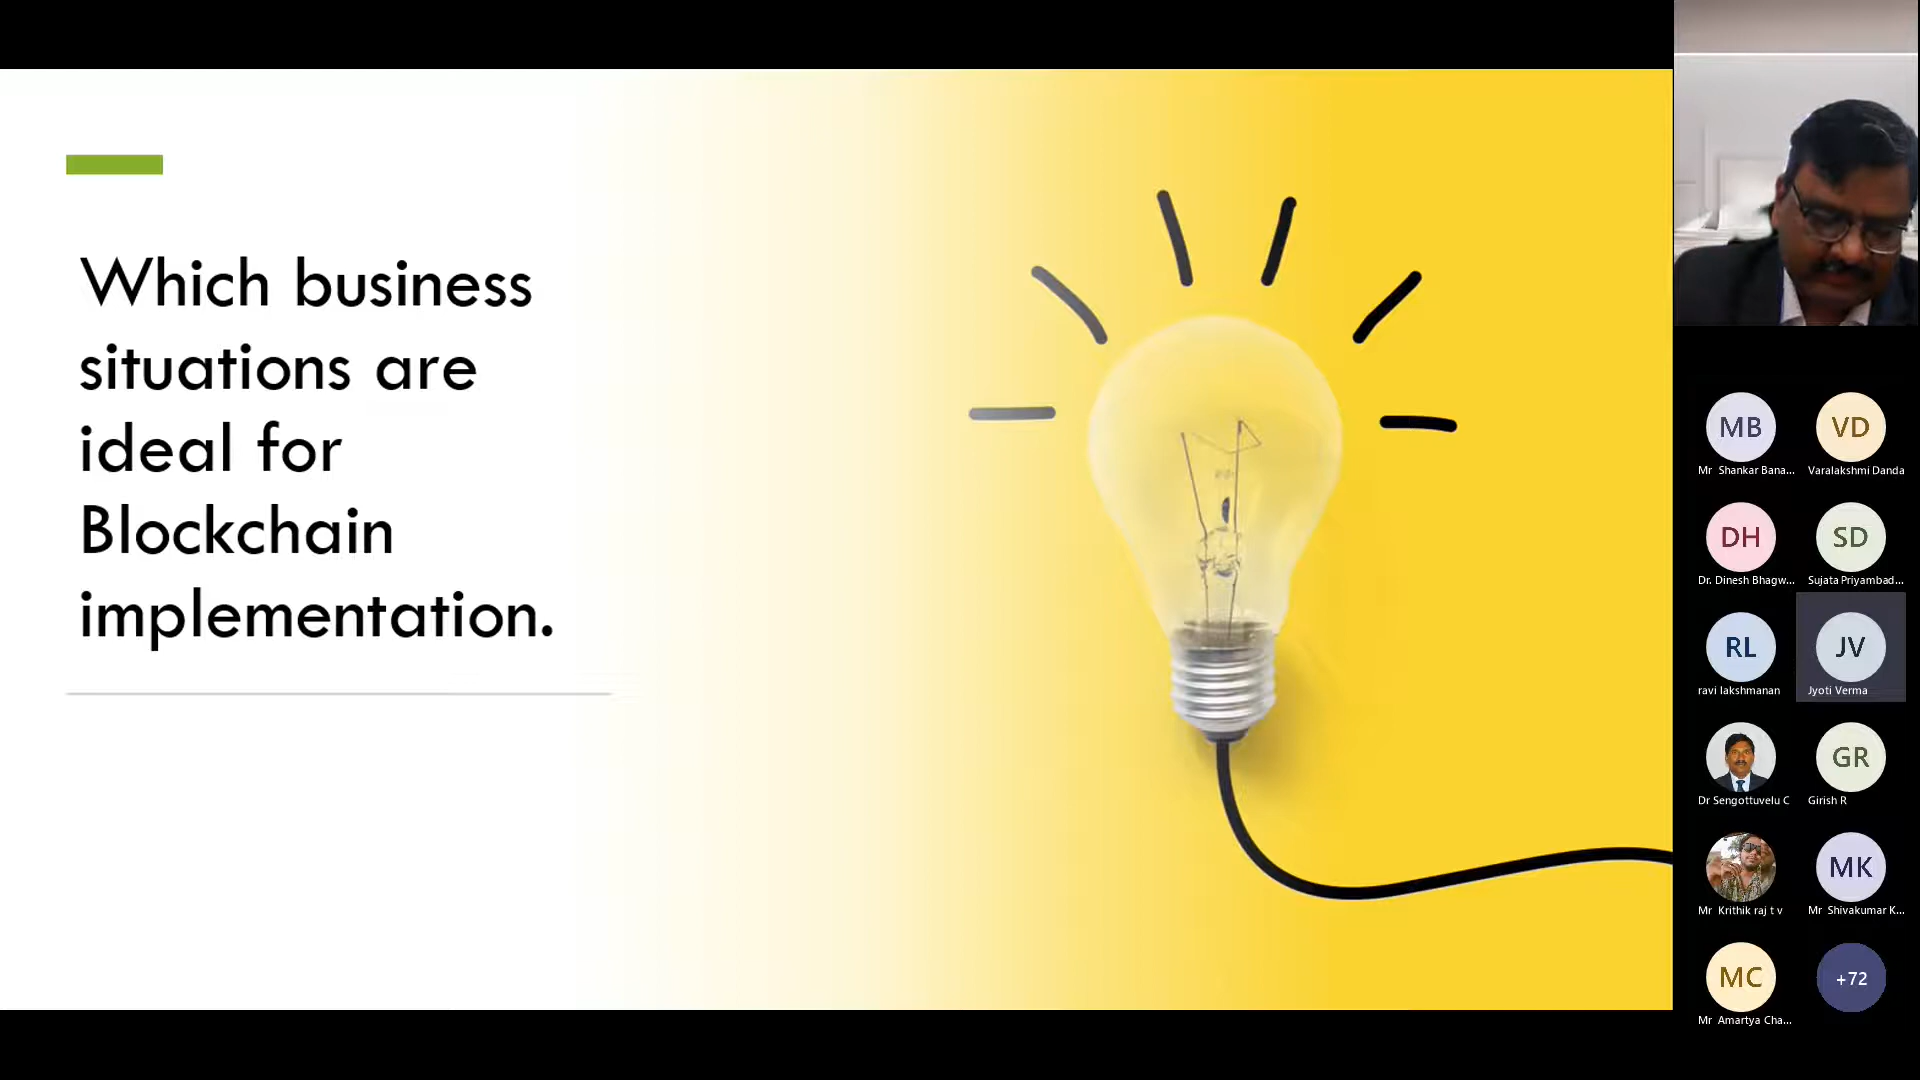 Which business
situations are
ideal for
Blockchain
implementation.
MB
Mr Shankar Bana...
VD
Varalakshmi Danda
DH
Dr. Dinesh Bhagw...
SD
Sujata Priyambad...
RL
ravi lakshmanan
JV
Jyoti Verma
Dr Sengottuvelu C
GR
Girish R
Mr Krithik raj t v
MK
Mr Shivakumar K...
MC
Mr Amartya Cha...
+72